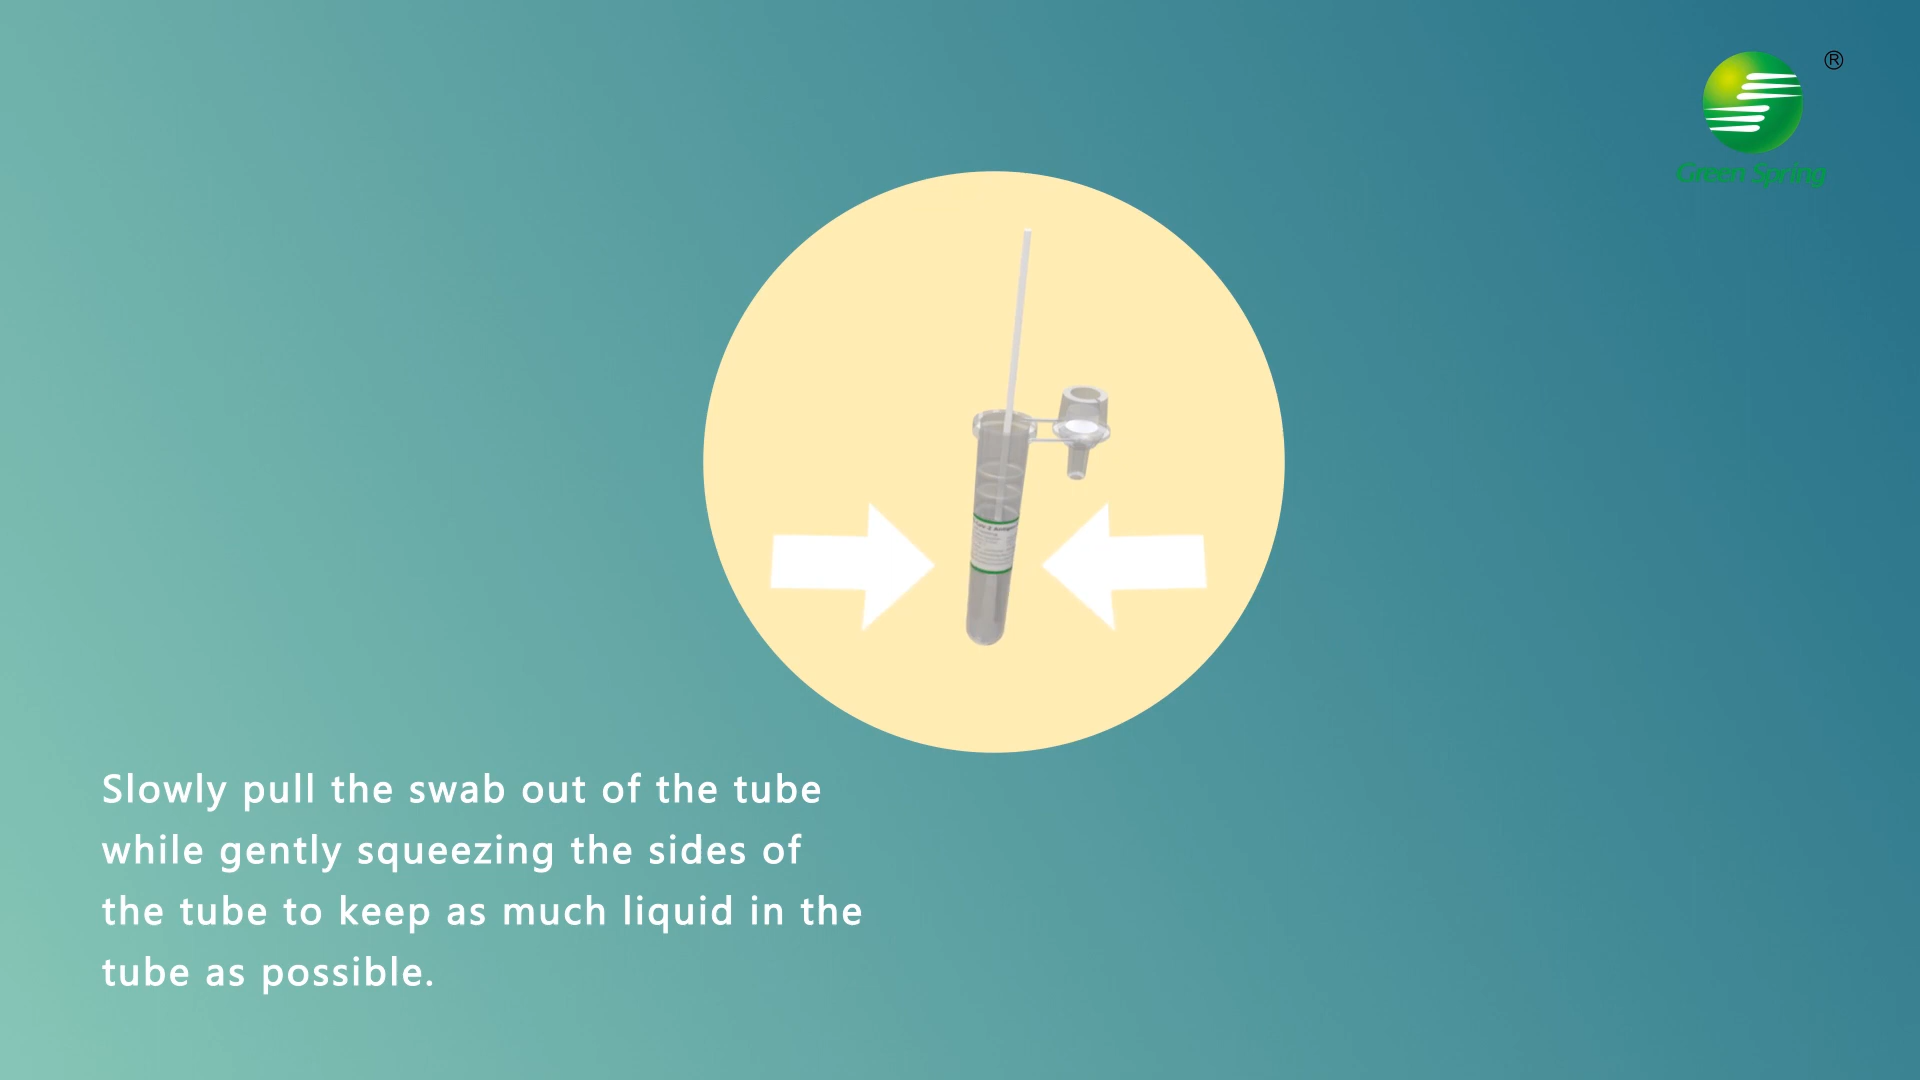 ®
Green Spring
Slowly pull the swab out of the tube
while gently squeezing the sides of
the tube to keep as much liquid in the
tube as possible.